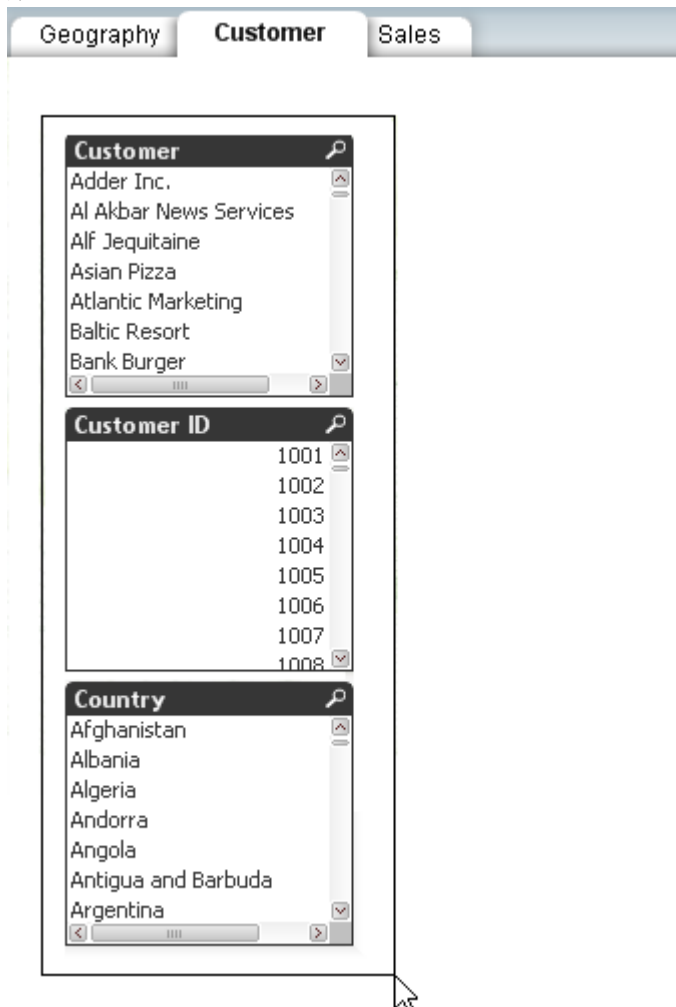 Geography Customer Sales
Customer
Adder Inc.
Al Akbar News Services
Alf Jequitaine
Asian Pizza
Atlantic Marketing
Baltic Resort
Bank Burger
Customer ID
1001
1002
1003
1004
1005
1006
1007
1008
Country
Afghanistan
Albania
Algeria
Andorra
Angola
Antigua and Barbuda
Argentina